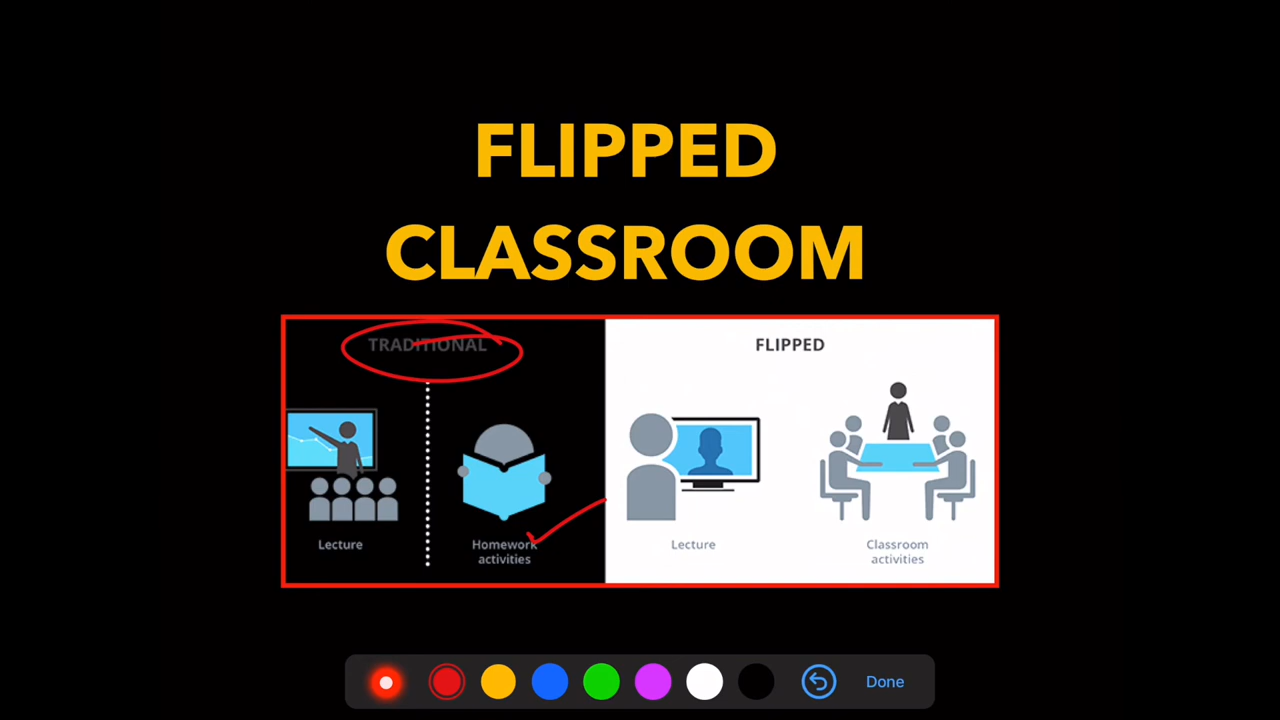 FLIPPED
CLASSROOM
TRADITIONAL
FLIPPED
Lecture
Homework
activities
Lecture
Classroom
activities
Done